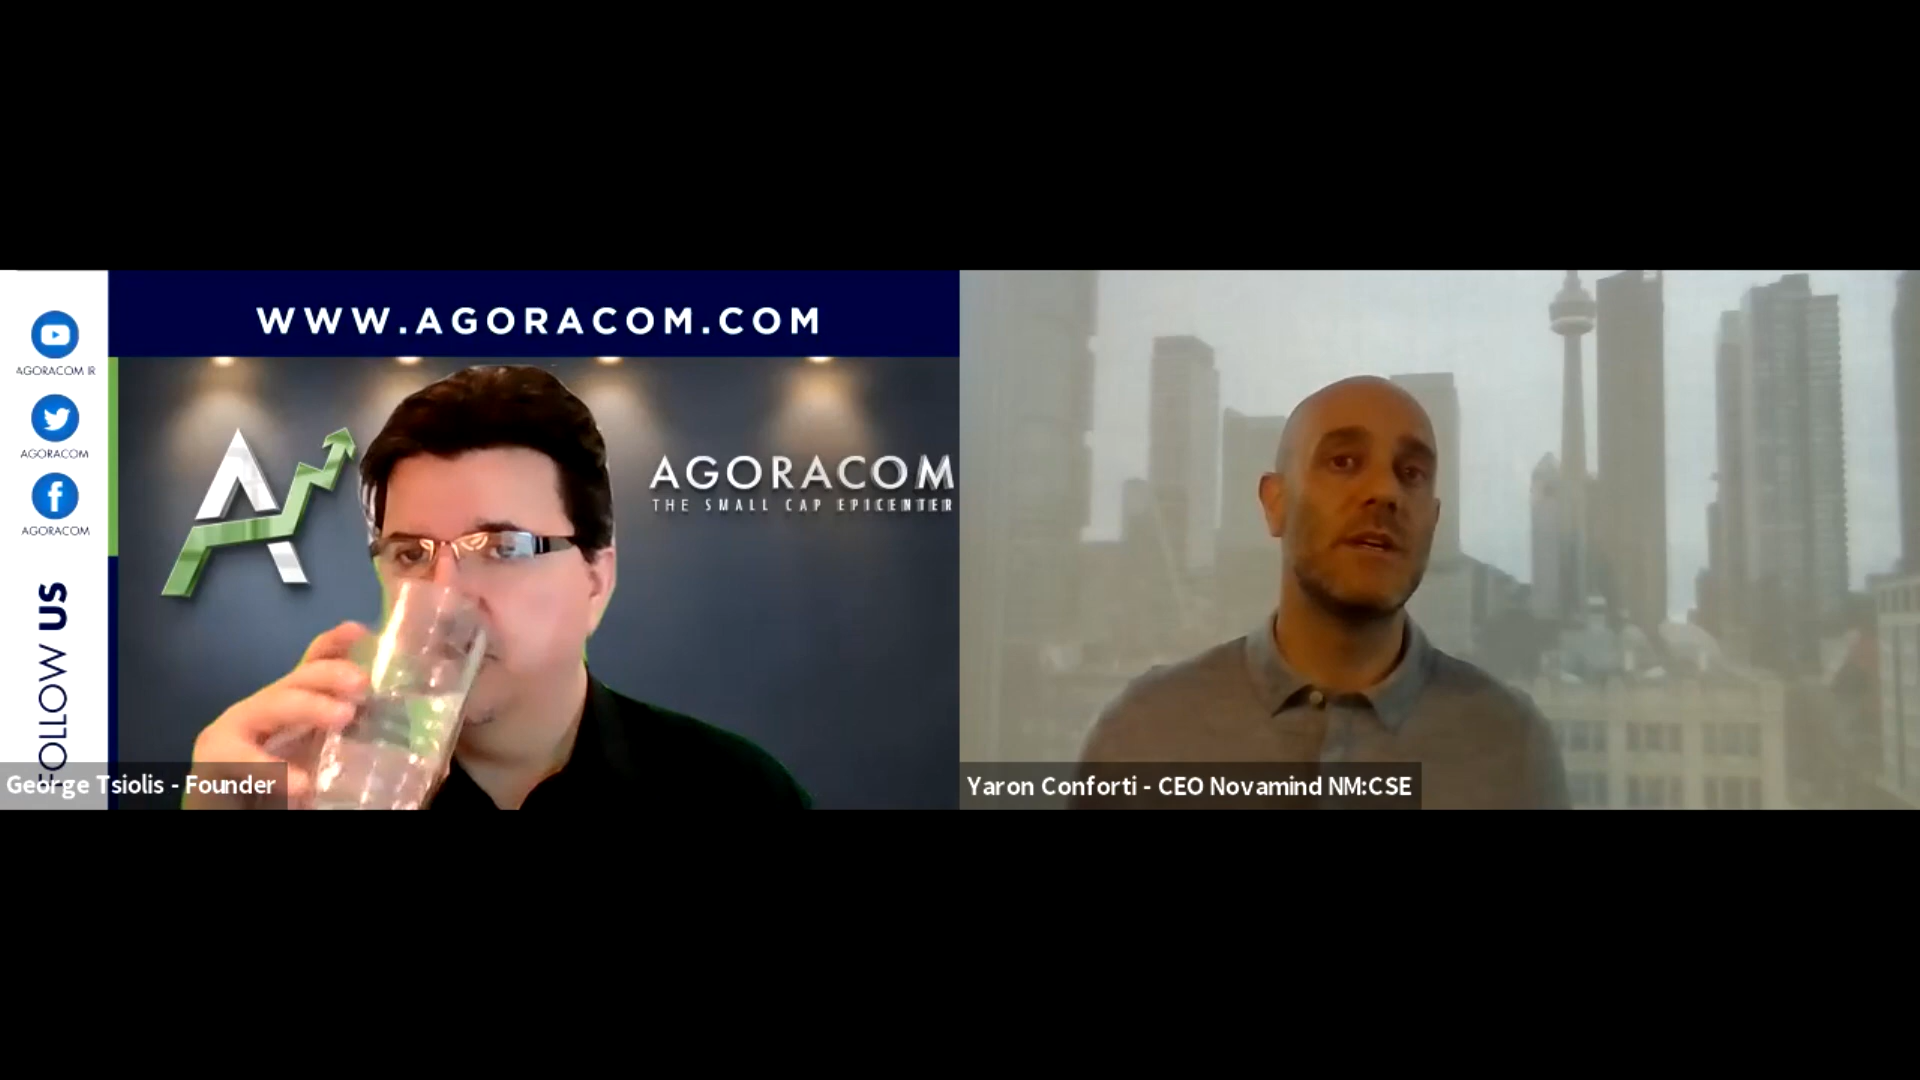 WWW.AGORACOM.COM
AGORACOM IR
AGORACOM
AGORACOM
FOLLOW US
AGORACOM
THE SMALL CAP EPICENTER
George Tsiolis - Founder
Yaron Conforti - CEO Novamind NM:CSE